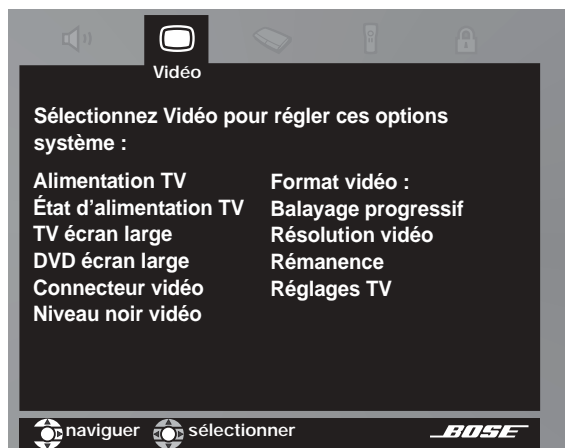 Vidéo
Sélectionnez Vidéo pour régler ces options
système :
Alimentation TV
État d’alimentation TV
TV écran large
DVD écran large
Connecteur vidéo
Niveau noir vidéo
Format vidéo :
Balayage progressif
Résolution vidéo
Rémanence
Réglages TV
naviguer sélectionner BOSE